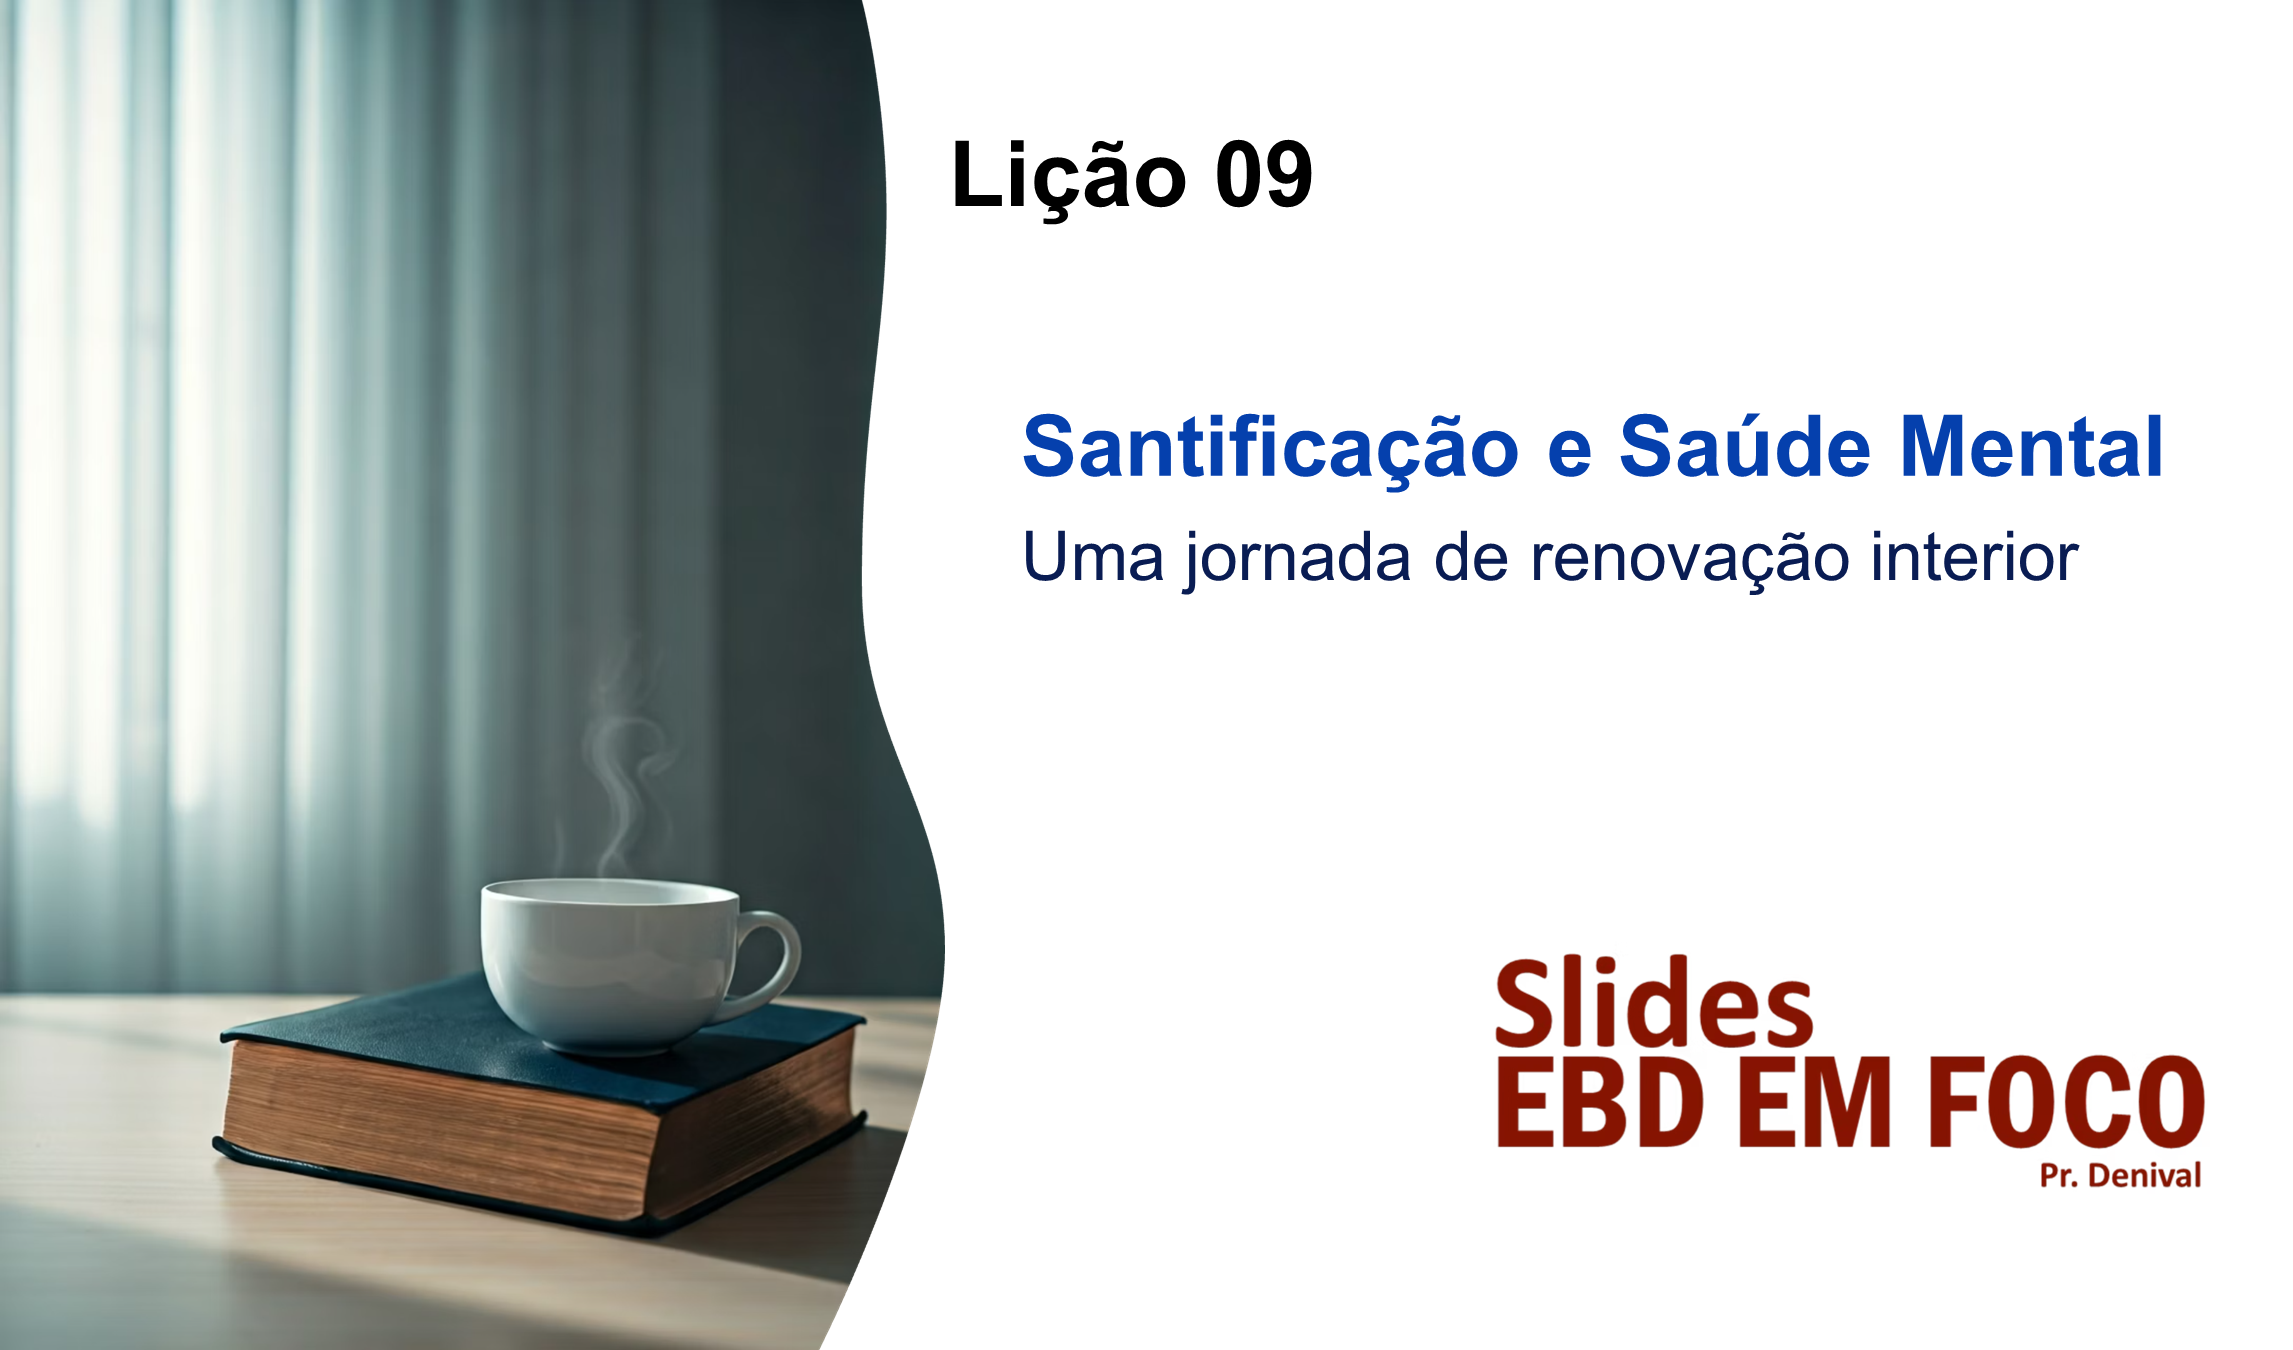 Lição 09
Santificação e Saúde Mental
Uma jornada de renovação interior
Slides
EBD EM FOCO
Pr. Denival